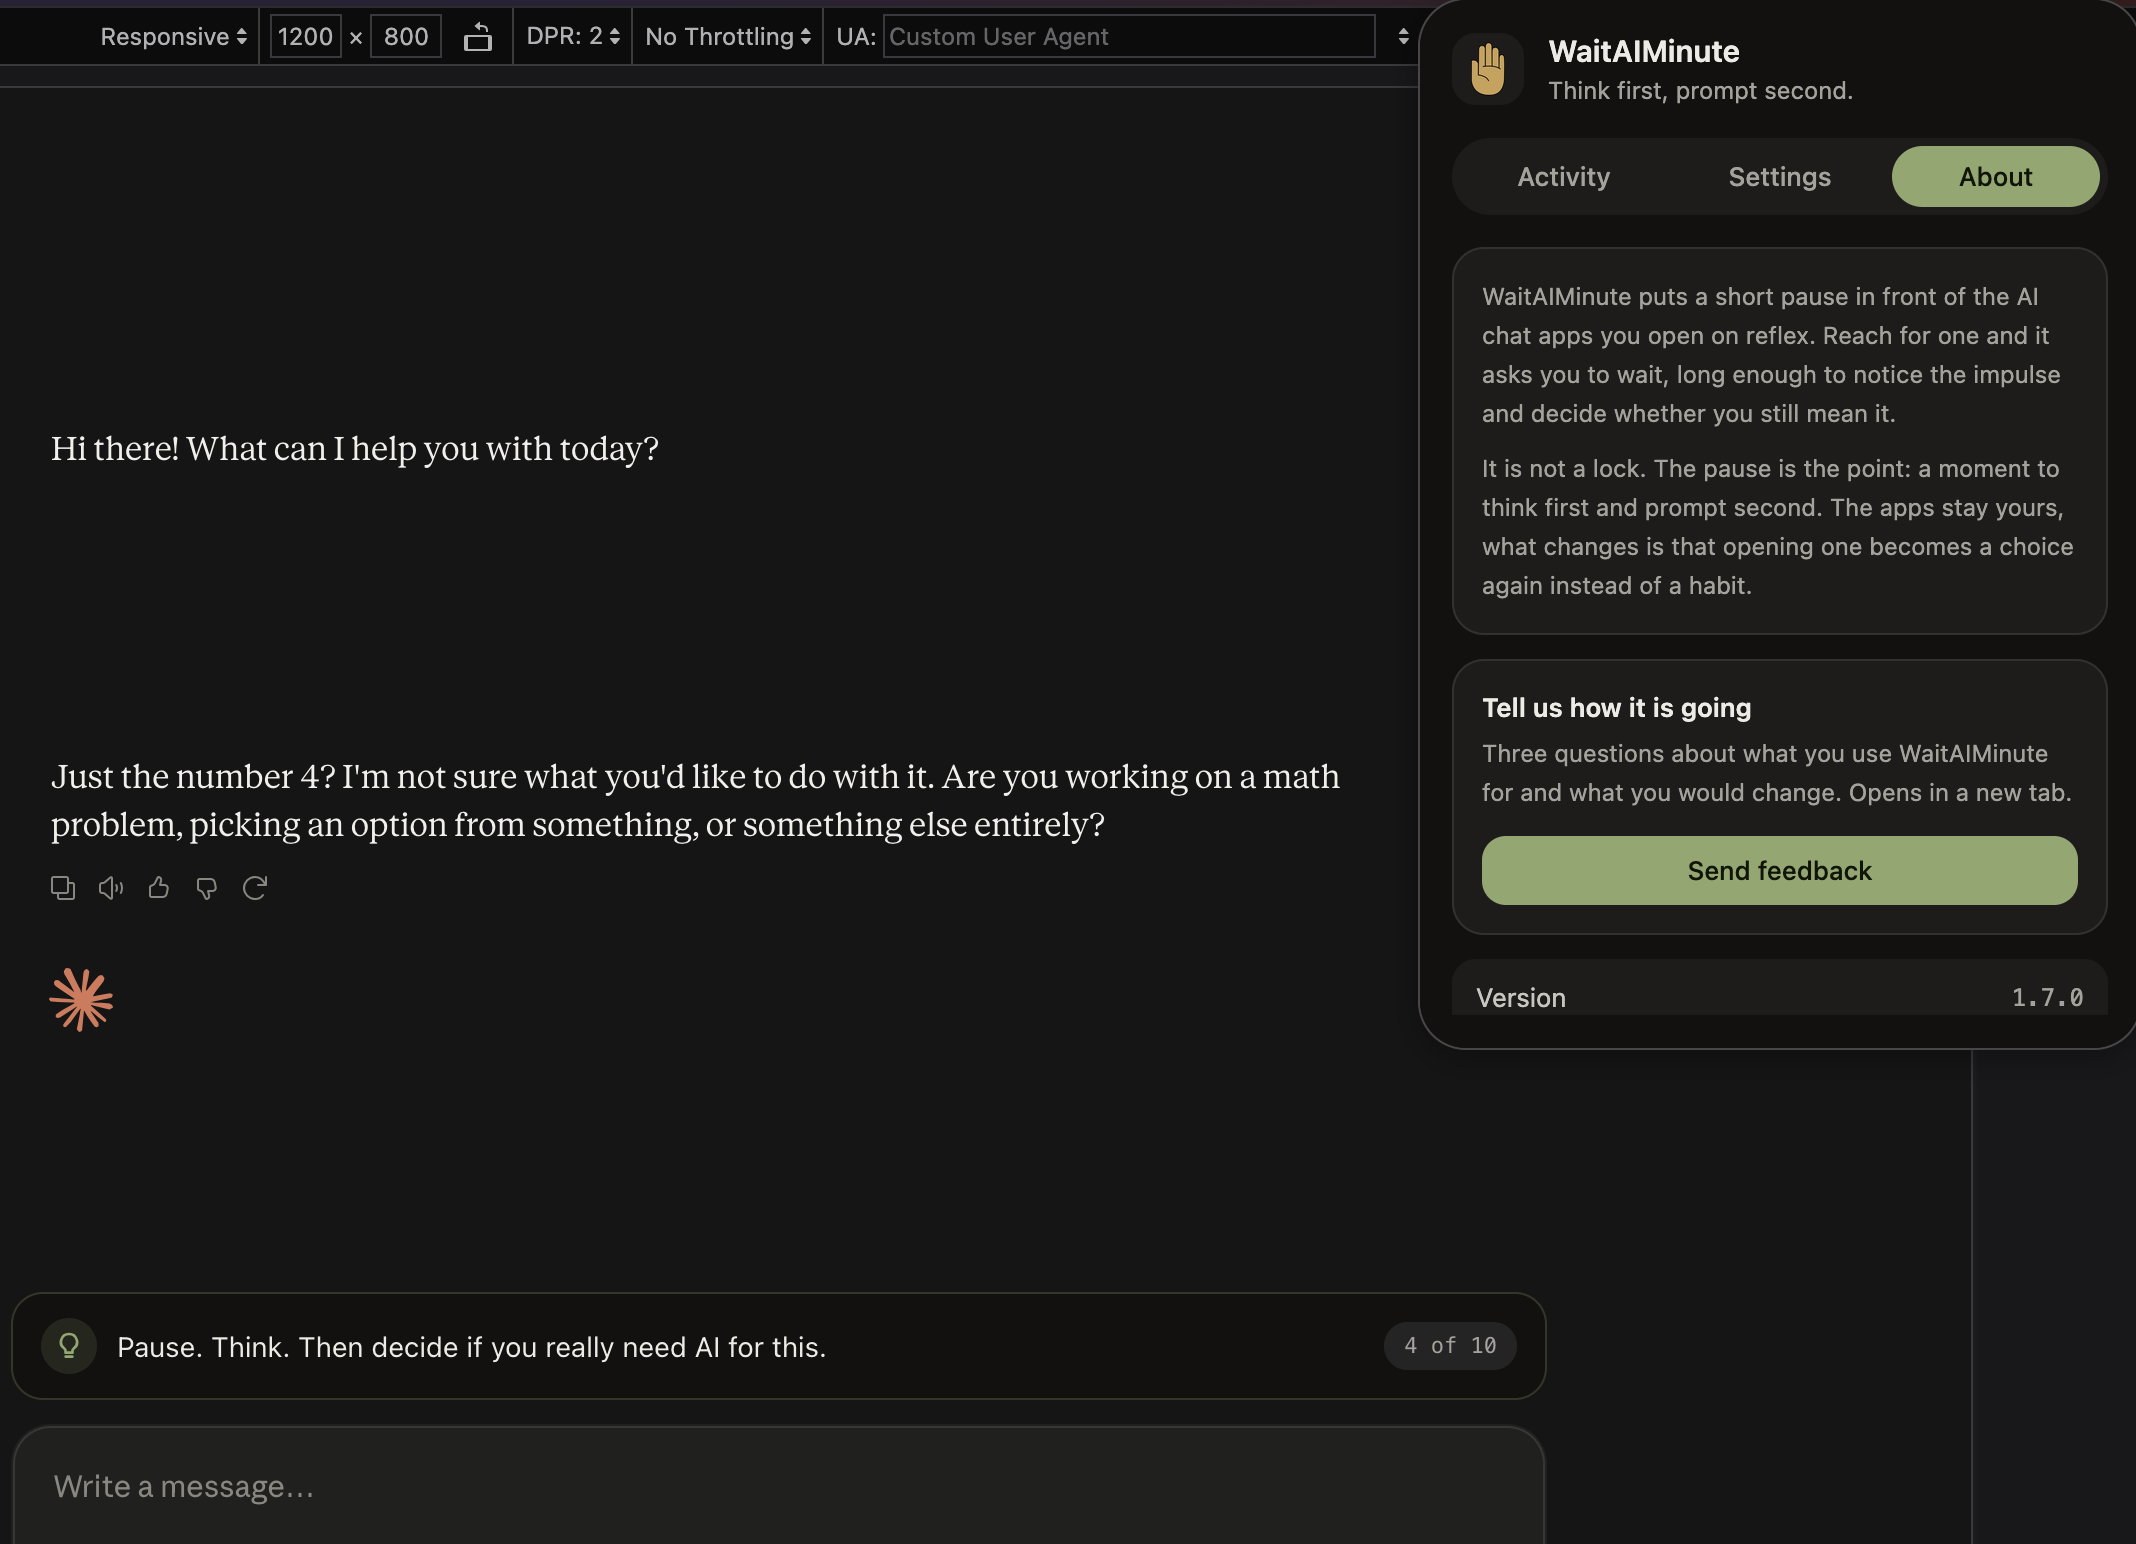 Responsive
1200 × 800
DPR: 2
No Throttling
UA: Custom User Agent
Hi there! What can I help you with today?
Just the number 4? I'm not sure what you'd like to do with it. Are you working on a math
problem, picking an option from something, or something else entirely?
Pause. Think. Then decide if you really need AI for this.
4 of 10
Write a message...
WaitAIMinute
Think first, prompt second.
Activity
Settings
About
WaitAIMinute puts a short pause in front of the AI
chat apps you open on reflex. Reach for one and it
asks you to wait, long enough to notice the impulse
and decide whether you still mean it.
It is not a lock. The pause is the point: a moment to
think first and prompt second. The apps stay yours,
what changes is that opening one becomes a choice
again instead of a habit.
Tell us how it is going
Three questions about what you use WaitAIMinute
for and what you would change. Opens in a new tab.
Send feedback
Version 1.7.0